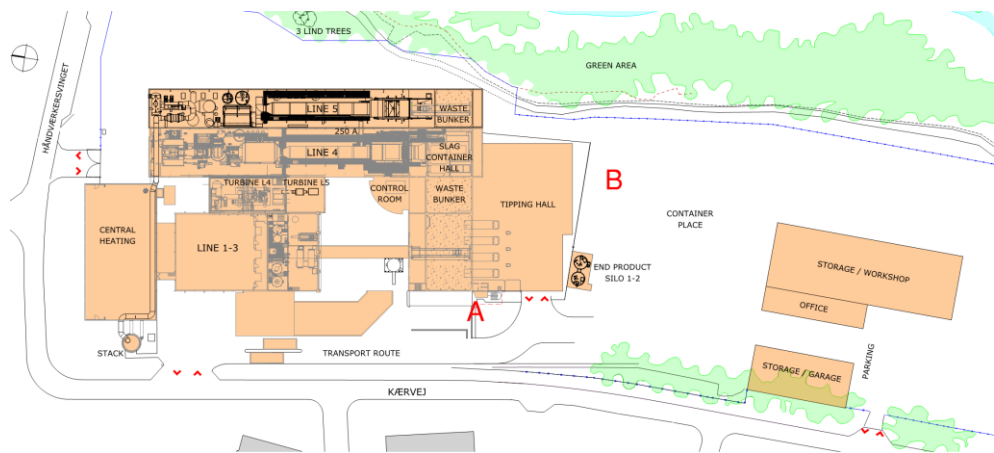 3 LIND TREES
GREEN AREA
HÅNDVÆRKERSVINGET
LINE 5
WASTE
BUNKER
250 A
LINE 4
SLAG
CONTAINER
HALL
TURBINE L4
TURBINE L5
CONTROL
ROOM
WASTE
BUNKER
TIPPING HALL
B
CONTAINER
PLACE
CENTRAL
HEATING
LINE 1-3
END PRODUCT
SILO 1-2
STORAGE / WORKSHOP
OFFICE
A
STACK
TRANSPORT ROUTE
STORAGE / GARAGE
PARKING
KÆRVEJ